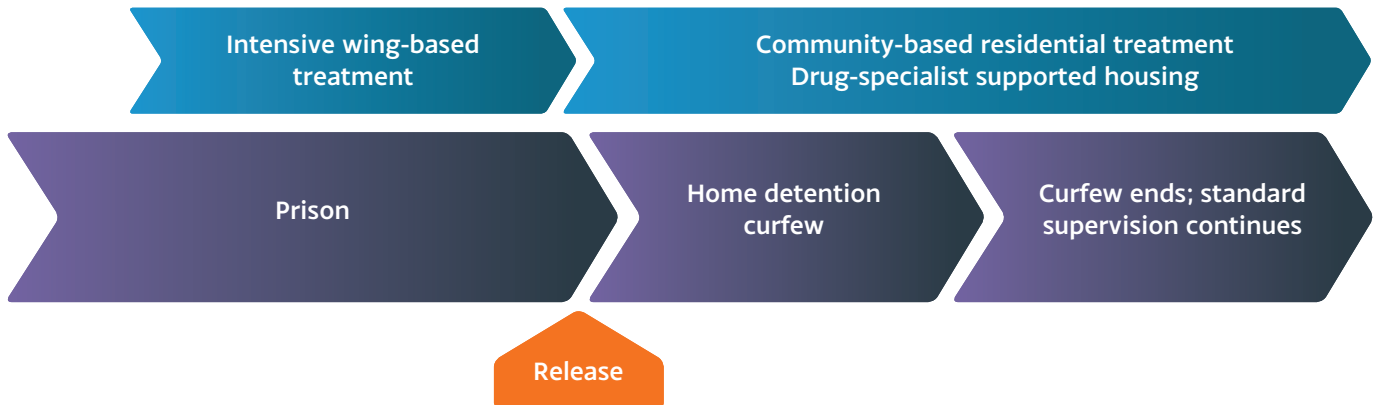 Intensive wing-based
treatment
Community-based residential treatment
Drug-specialist supported housing
Prison
Home detention
curfew
Curfew ends; standard
supervision continues
Release